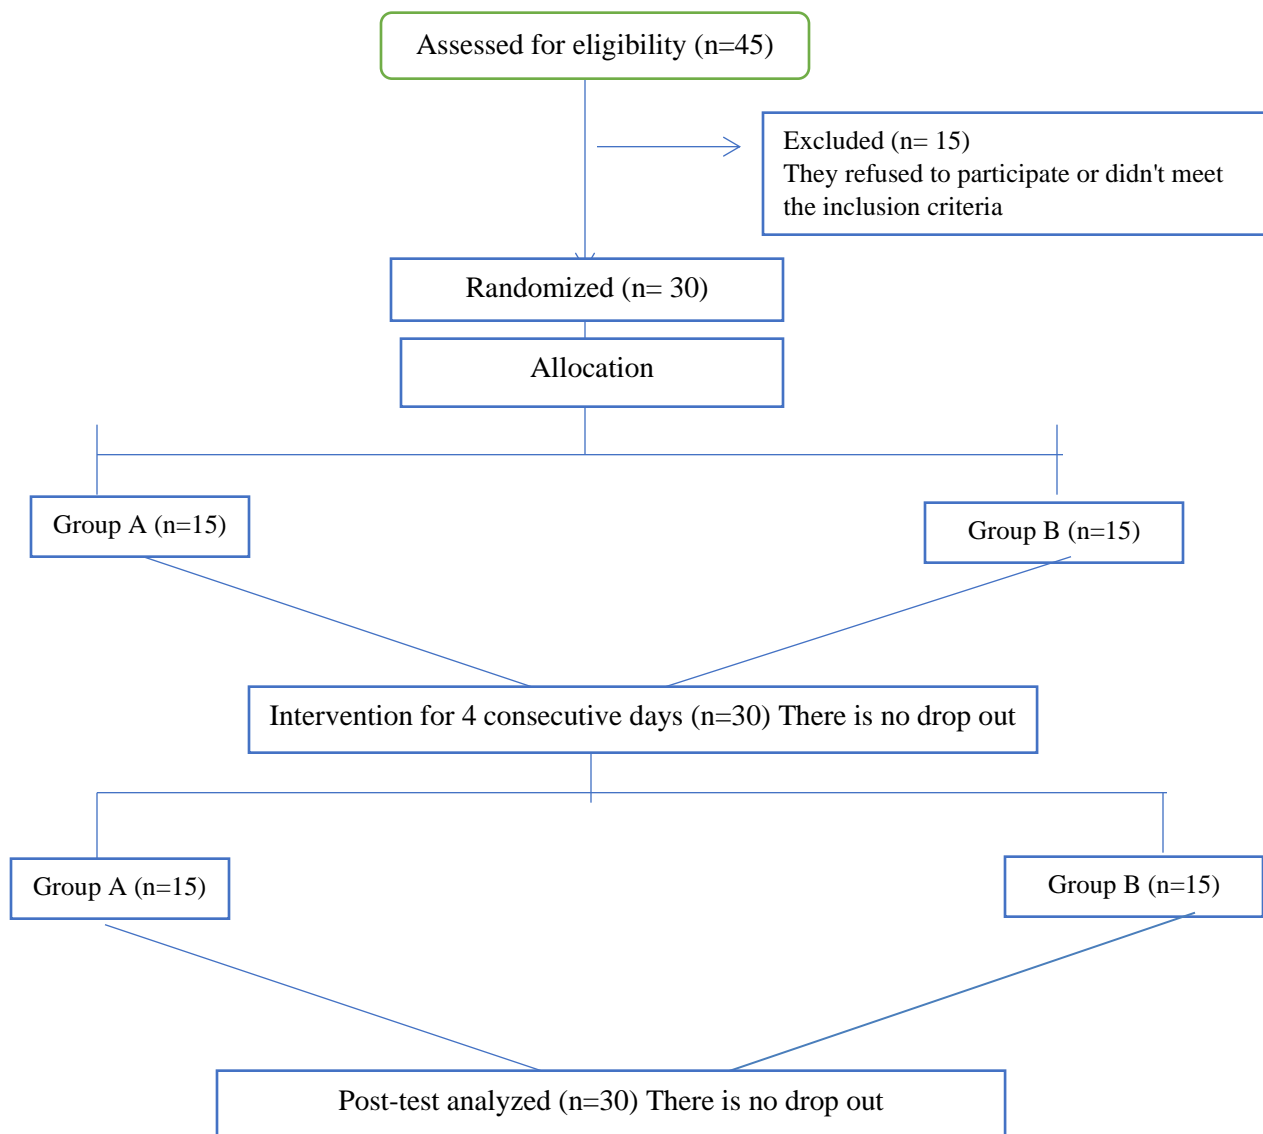 Assessed for eligibility (n=45)
Excluded (n= 15)
They refused to participate or didn't meet
the inclusion criteria
Randomized (n= 30)
Allocation
Group A (n=15)
Group B (n=15)
Intervention for 4 consecutive days (n=30) There is no drop out
Group A (n=15)
Group B (n=15)
Post-test analyzed (n=30) There is no drop out